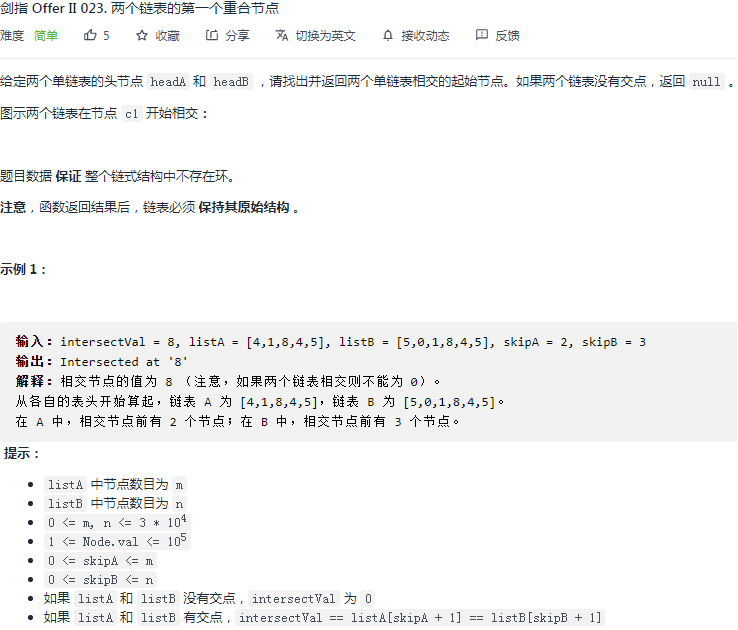 剑指 Offer II 023. 两个链表的第一个重合节点
难度 简单 5 收藏 分享 切换为英文 接收动态 反馈
给定两个单链表的头节点 headA 和 headB ，请找出并返回两个单链表相交的起始节点。如果两个链表没有交点，返回 null 。
图示两个链表在节点 c1 开始相交：
题目数据 保证 整个链式结构中不存在环。
注意，函数返回结果后，链表必须 保持其原始结构 。
示例 1：
输入：intersectVal = 8, listA = [4,1,8,4,5], listB = [5,0,1,8,4,5], skipA = 2, skipB = 3
输出：Intersected at '8'
解释：相交节点的值为 8 （注意，如果两个链表相交则不能为 0）。
从各自的表头开始算起，链表 A 为 [4,1,8,4,5]，链表 B 为 [5,0,1,8,4,5]。
在 A 中，相交节点前有 2 个节点；在 B 中，相交节点前有 3 个节点。
提示：
listA 中节点数目为 m
listB 中节点数目为 n
0 <= m, n <= 3 * 10^4
1 <= Node.val <= 10^5
0 <= skipA <= m
0 <= skipB <= n
如果 listA 和 listB 没有交点，intersectVal 为 0
如果 listA 和 listB 有交点，intersectVal == listA[skipA + 1] == listB[skipB + 1]